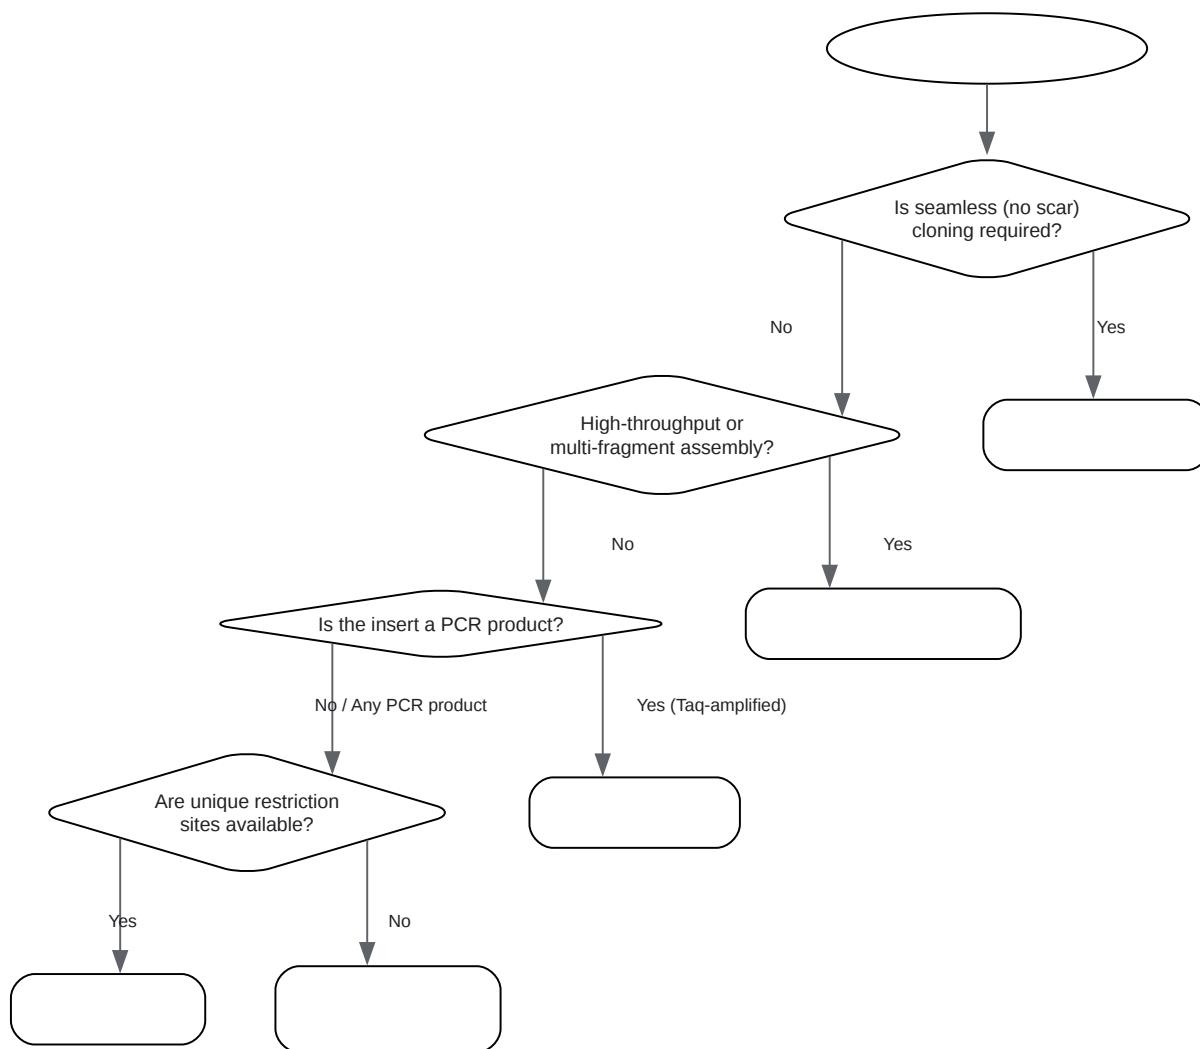 Is seamless (no scar)
cloning required?
No
Yes
High-throughput or
multi-fragment assembly?
No
Yes
Is the insert a PCR product?
No / Any PCR product
Yes (Taq-amplified)
Are unique restriction
sites available?
Yes
No